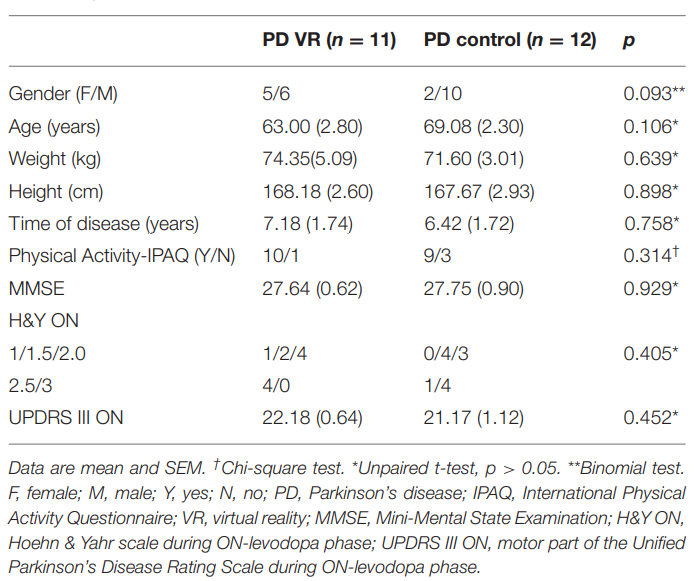 PD VR (n = 11) PD control (n = 12) p
Gender (F/M) 5/6 2/10 0.093**
Age (years) 63.00 (2.80) 69.08 (2.30) 0.106*
Weight (kg) 74.35(5.09) 71.60 (3.01) 0.639*
Height (cm) 168.18 (2.60) 167.67 (2.93) 0.898*
Time of disease (years) 7.18 (1.74) 6.42 (1.72) 0.758*
Physical Activity-IPAQ (Y/N) 10/1 9/3 0.314†
MMSE 27.64 (0.62) 27.75 (0.90) 0.929*
H&Y ON
1/1.5/2.0 1/2/4 0/4/3 0.405*
2.5/3 4/0 1/4
UPDRS III ON 22.18 (0.64) 21.17 (1.12) 0.452*
Data are mean and SEM. †Chi-square test. *Unpaired t-test, p > 0.05. **Binomial test.
F, female; M, male; Y, yes; N, no; PD, Parkinson's disease; IPAQ, International Physical
Activity Questionnaire; VR, virtual reality; MMSE, Mini-Mental State Examination; H&Y ON,
Hoehn & Yahr scale during ON-levodopa phase; UPDRS III ON, motor part of the Unified
Parkinson's Disease Rating Scale during ON-levodopa phase.